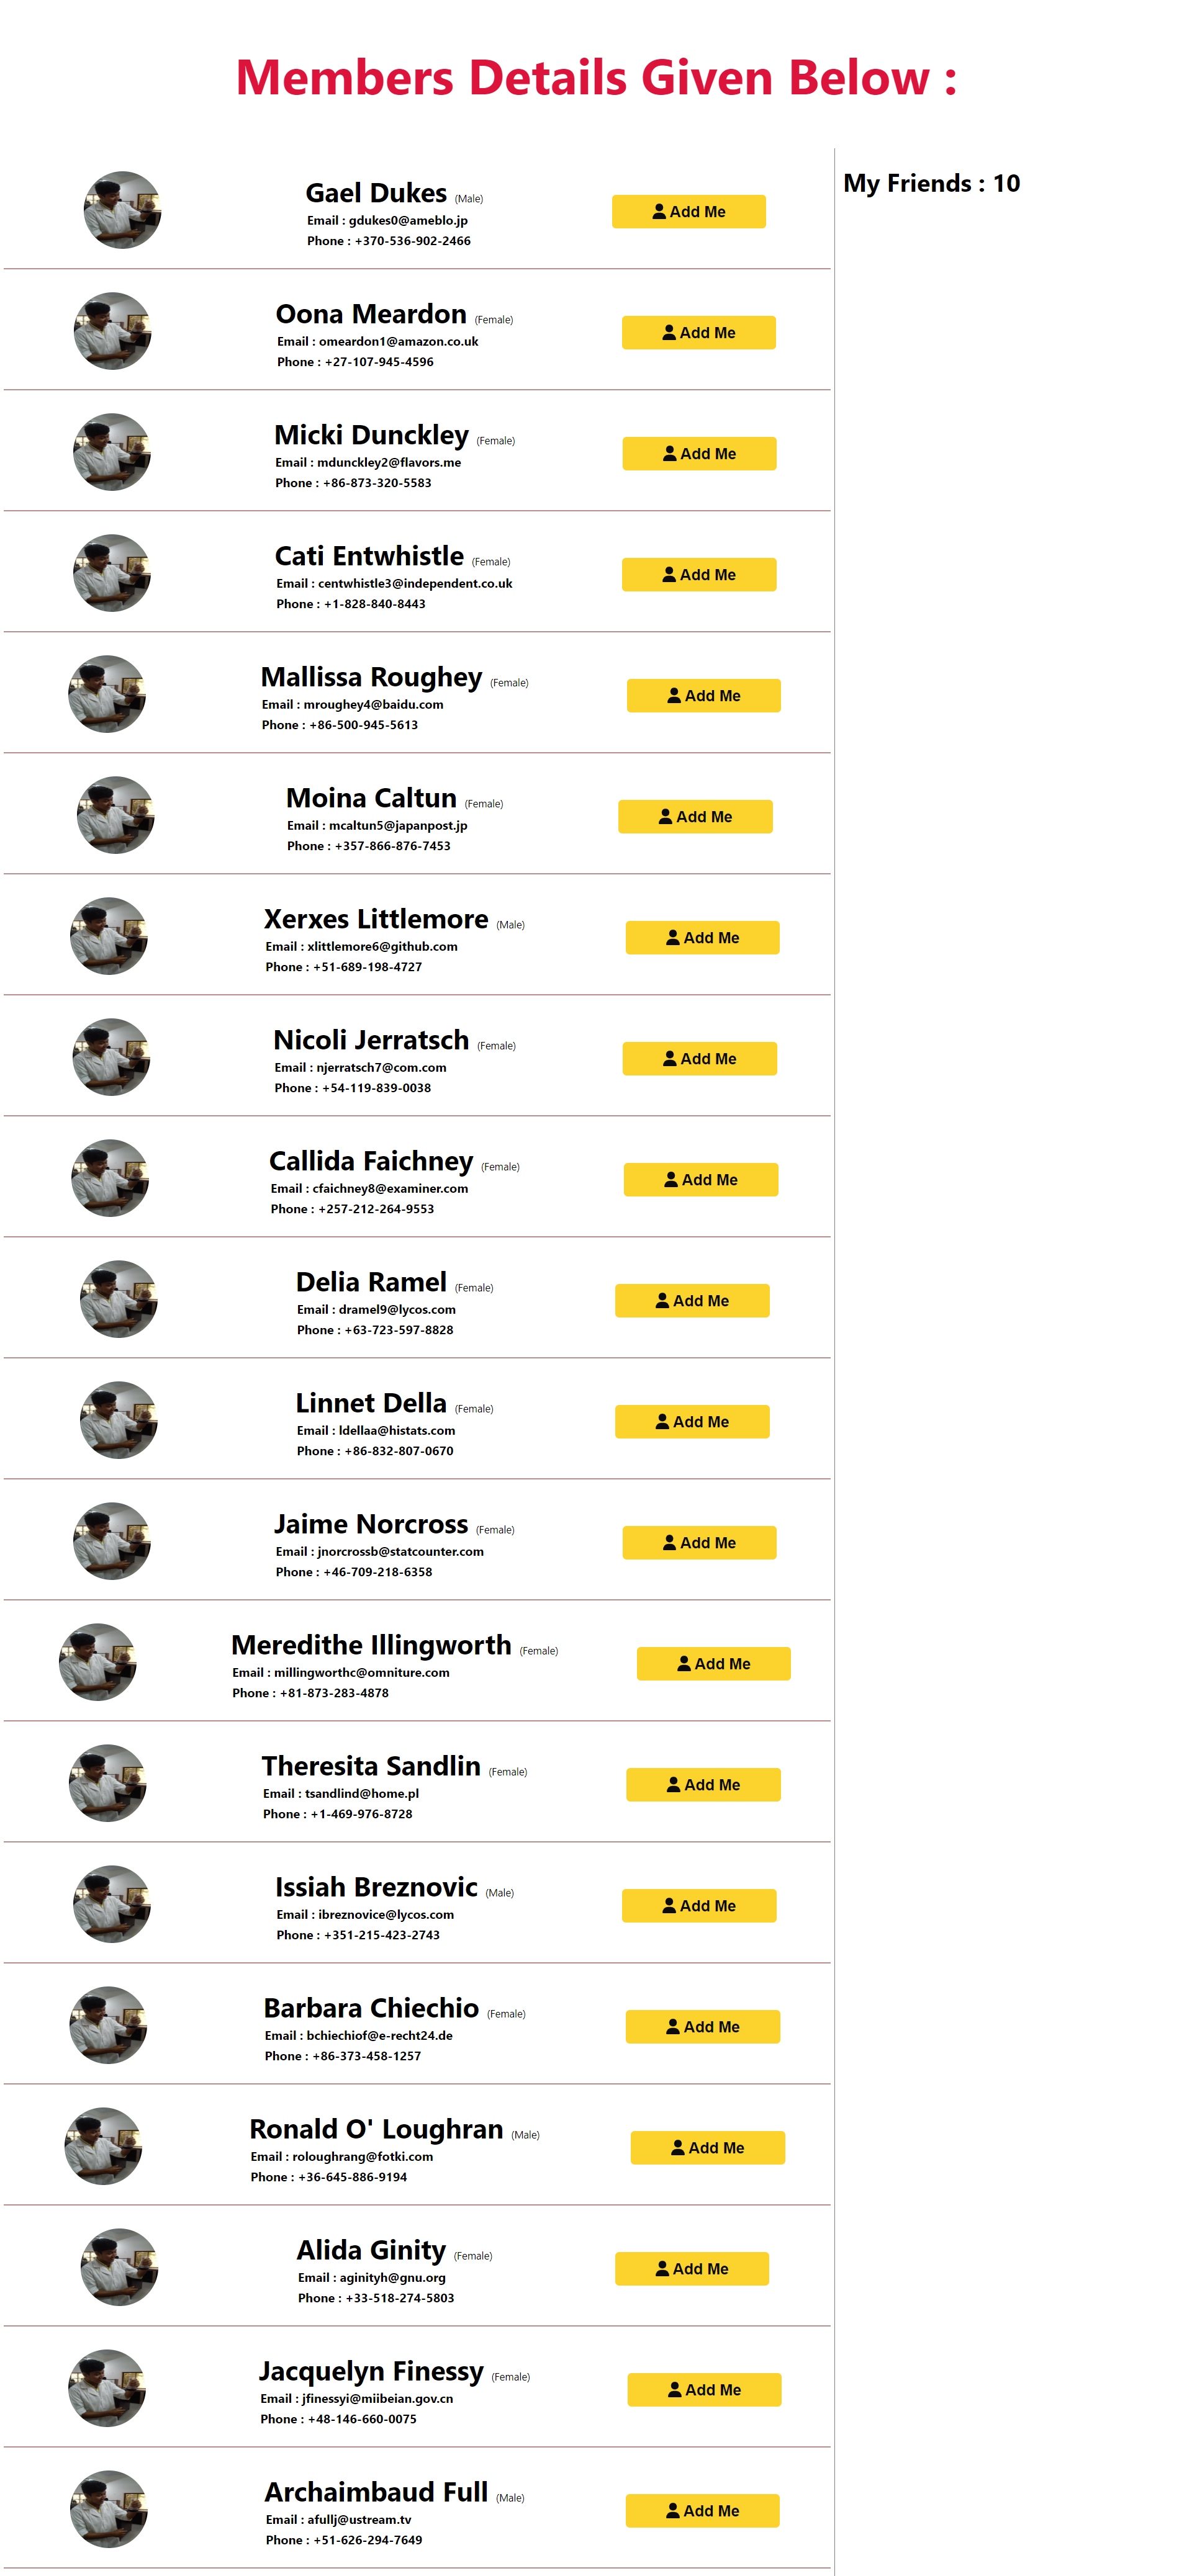 Members Details Given Below :
My Friends : 10
Gael Dukes (Male)
Email : gdukes0@ameblo.jp
Phone : +370-536-902-2466
Add Me
Oona Meardon (Female)
Email : omeardon1@amazon.co.uk
Phone : +27-107-945-4596
Add Me
Micki Dunckley (Female)
Email : mdunckley2@flavors.me
Phone : +86-873-320-5583
Add Me
Cati Entwhistle (Female)
Email : centwhistle3@independent.co.uk
Phone : +1-828-840-8443
Add Me
Mallissa Roughey (Female)
Email : mroughey4@baidu.com
Phone : +86-500-945-5613
Add Me
Moina Caltun (Female)
Email : mcaltun5@japanpost.jp
Phone : +357-866-876-7453
Add Me
Xerxes Littlemore (Male)
Email : xlittlemore6@github.com
Phone : +51-689-198-4727
Add Me
Nicoli Jerratsch (Female)
Email : njerratsch7@com.com
Phone : +54-119-839-0038
Add Me
Callida Faichney (Female)
Email : cfaichney8@examiner.com
Phone : +257-212-264-9553
Add Me
Delia Ramel (Female)
Email : dramel9@lycos.com
Phone : +63-723-597-8828
Add Me
Linnet Della (Female)
Email : ldellaa@histats.com
Phone : +86-832-807-0670
Add Me
Jaime Norcross (Female)
Email : jnorcrossb@statcounter.com
Phone : +46-709-218-6358
Add Me
Meredithe Illingworth (Female)
Email : millingworthc@omniture.com
Phone : +81-873-283-4878
Add Me
Theresita Sandlin (Female)
Email : tsandlind@home.pl
Phone : +1-469-976-8728
Add Me
Issiah Breznovic (Male)
Email : ibreznovice@lycos.com
Phone : +351-215-423-2743
Add Me
Barbara Chiechio (Female)
Email : bchiechiof@e-recht24.de
Phone : +86-373-458-1257
Add Me
Ronald O' Loughran (Male)
Email : roloughrang@fotki.com
Phone : +36-645-886-9194
Add Me
Alida Ginity (Female)
Email : aginityh@gnu.org
Phone : +33-518-274-5803
Add Me
Jacquelyn Finessy (Female)
Email : jfinessyi@miibeian.gov.cn
Phone : +48-146-660-0075
Add Me
Archaimbaud Full (Male)
Email : afullj@ustream.tv
Phone : +51-626-294-7649
Add Me